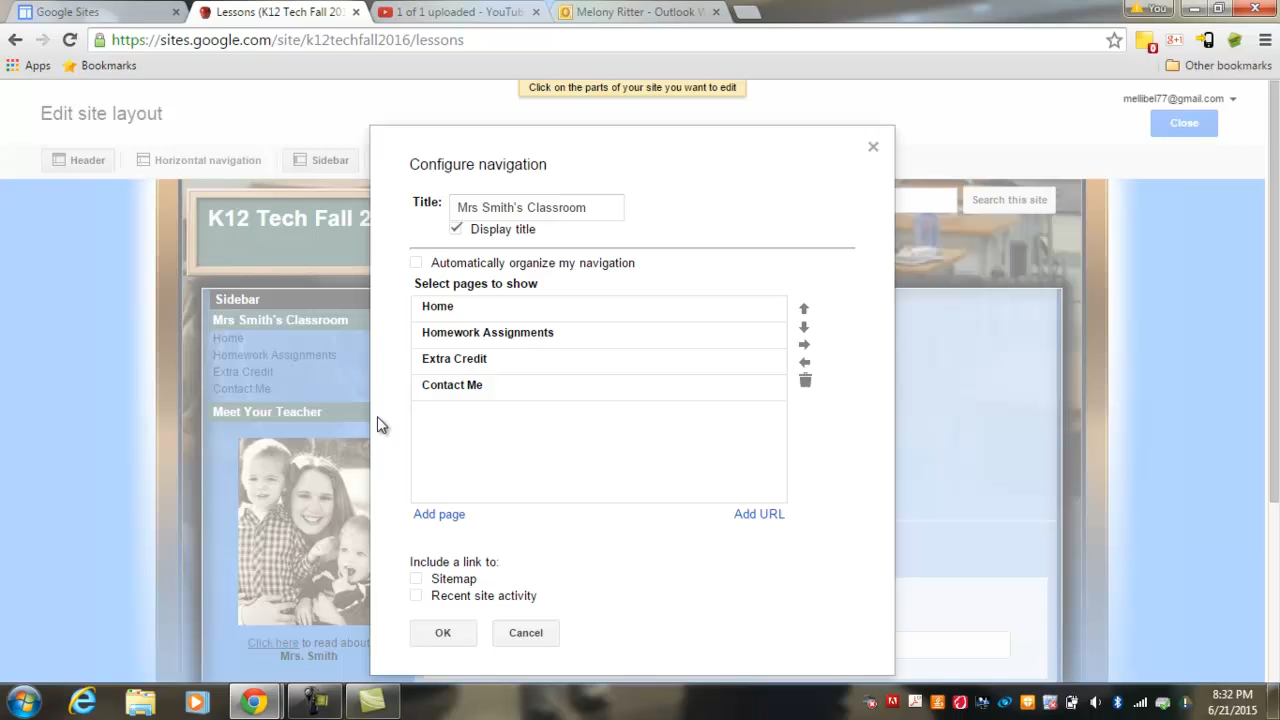 Google Sites
Lessons (K12 Tech Fall 201
1 of 1 uploaded - YouTub
Melony Ritter - Outlook W
You
https://sites.google.com/site/k12techfall2016/lessons
Apps
Bookmarks
Other bookmarks
Click on the parts of your site you want to edit
Edit site layout
mellibel77@gmail.com
Close
Header
Horizontal navigation
Sidebar
K12 Tech Fall 2
Search this site
Configure navigation
Title:
Mrs Smith's Classroom
Display title
Automatically organize my navigation
Select pages to show
Home
Homework Assignments
Extra Credit
Contact Me
Add page
Add URL
Include a link to:
Sitemap
Recent site activity
OK
Cancel
Sidebar
Mrs Smith's Classroom
Home
Homework Assignments
Extra Credit
Contact Me
Meet Your Teacher
Click here to read about
Mrs. Smith
8:32 PM
6/21/2015